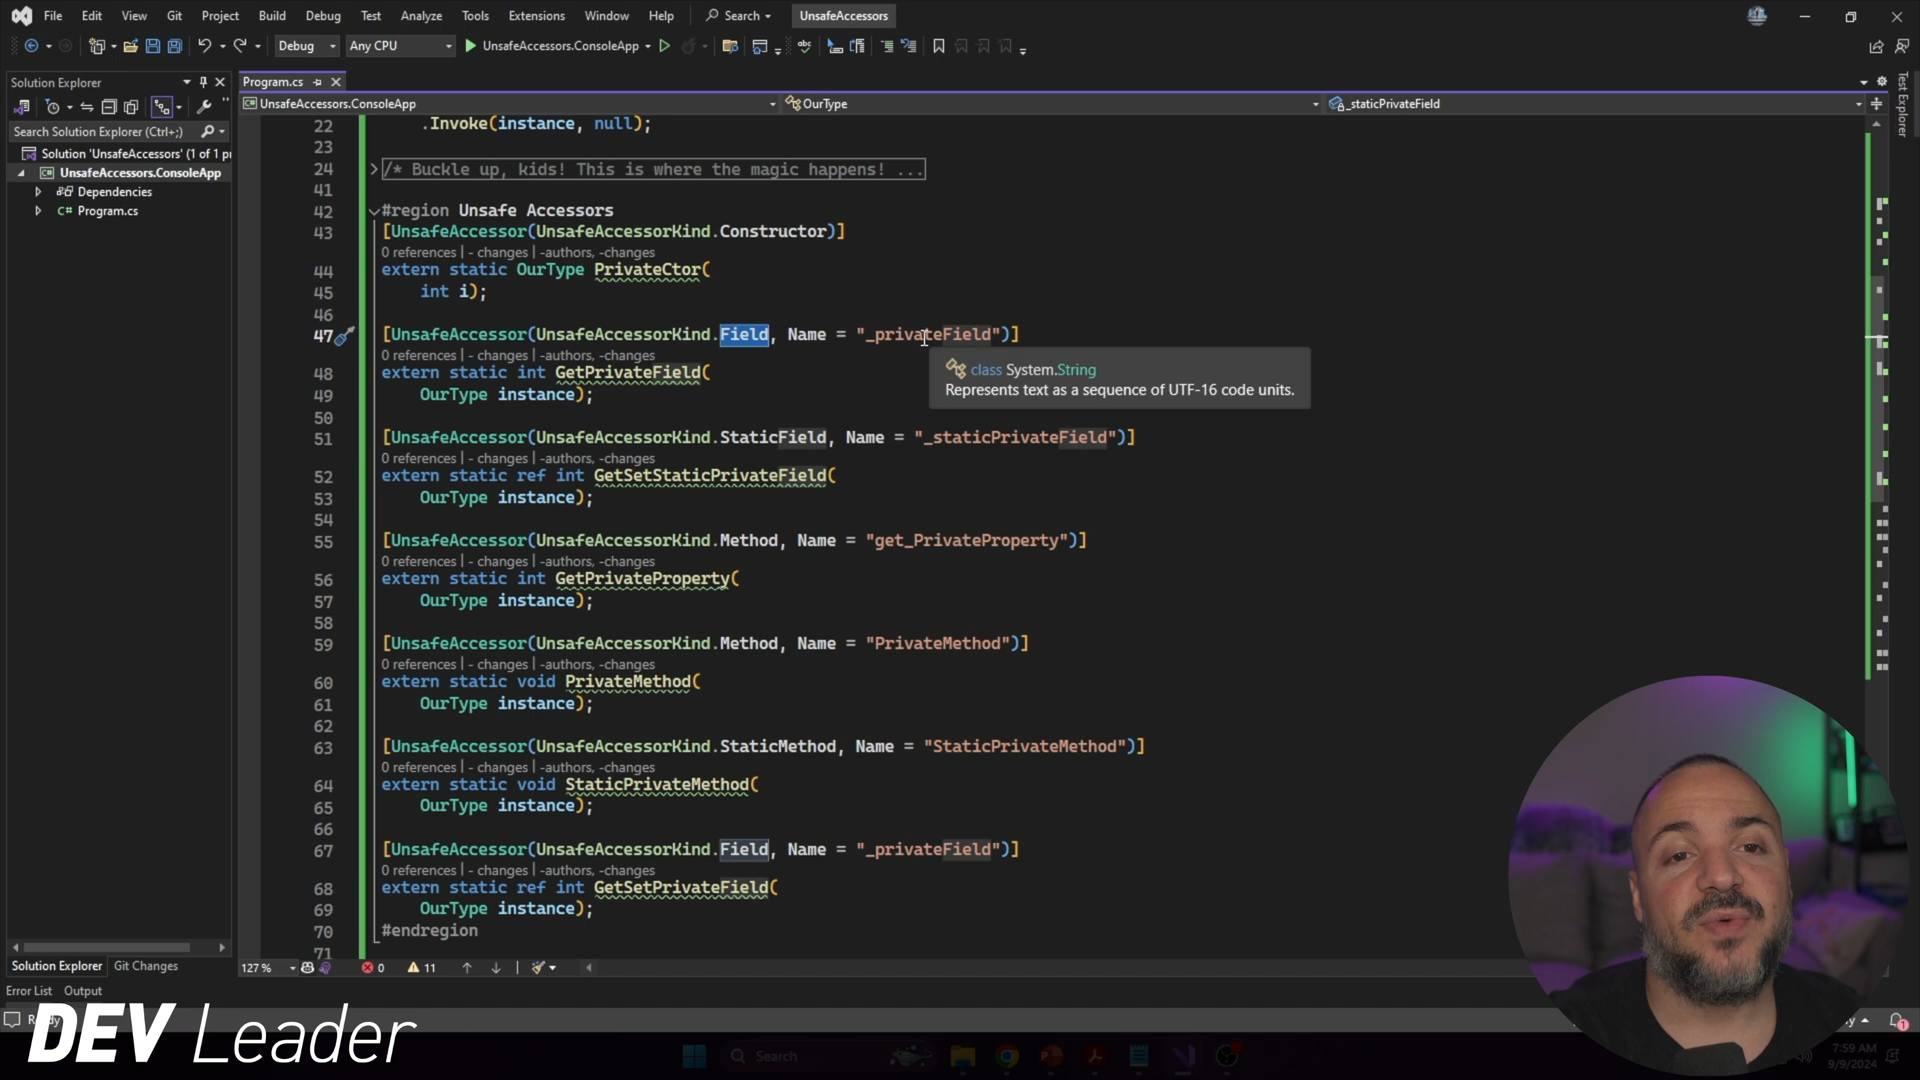 File Edit View Git Project Build Debug Test Analyze Tools Extensions Window Help Search UnsafeAccessors
Debug Any CPU UnsafeAccessors.ConsoleApp
Solution Explorer
Program.cs
UnsafeAccessors.ConsoleApp OurType _staticPrivateField
Search Solution Explorer (Ctrl+;)
Solution 'UnsafeAccessors' (1 of 1 p
UnsafeAccessors.ConsoleApp
Dependencies
C# Program.cs
Test Explorer
22 .Invoke(instance, null);
23
24 /* Buckle up, kids! This is where the magic happens! ...
41
42 #region Unsafe Accessors
43 [UnsafeAccessor(UnsafeAccessorKind.Constructor)]
0 references | - changes | -authors, -changes
44 extern static OurType PrivateCtor(
45 int i);
46
47 [UnsafeAccessor(UnsafeAccessorKind.Field, Name = "_privateField")]
0 references | - changes | -authors, -changes
class System.String
Represents text as a sequence of UTF-16 code units.
48 extern static int GetPrivateField(
49 OurType instance);
50
51 [UnsafeAccessor(UnsafeAccessorKind.StaticField, Name = "_staticPrivateField")]
0 references | - changes | -authors, -changes
52 extern static ref int GetSetStaticPrivateField(
53 OurType instance);
54
55 [UnsafeAccessor(UnsafeAccessorKind.Method, Name = "get_PrivateProperty")]
0 references | - changes | -authors, -changes
56 extern static int GetPrivateProperty(
57 OurType instance);
58
59 [UnsafeAccessor(UnsafeAccessorKind.Method, Name = "PrivateMethod")]
0 references | - changes | -authors, -changes
60 extern static void PrivateMethod(
61 OurType instance);
62
63 [UnsafeAccessor(UnsafeAccessorKind.StaticMethod, Name = "StaticPrivateMethod")]
0 references | - changes | -authors, -changes
64 extern static void StaticPrivateMethod(
65 OurType instance);
66
67 [UnsafeAccessor(UnsafeAccessorKind.Field, Name = "_privateField")]
0 references | - changes | -authors, -changes
68 extern static ref int GetSetPrivateField(
69 OurType instance);
70 #endregion
71
Solution Explorer Git Changes
127 % 0 11
Error List Output
DEV Leader
Search
7:59 AM
9/9/2024